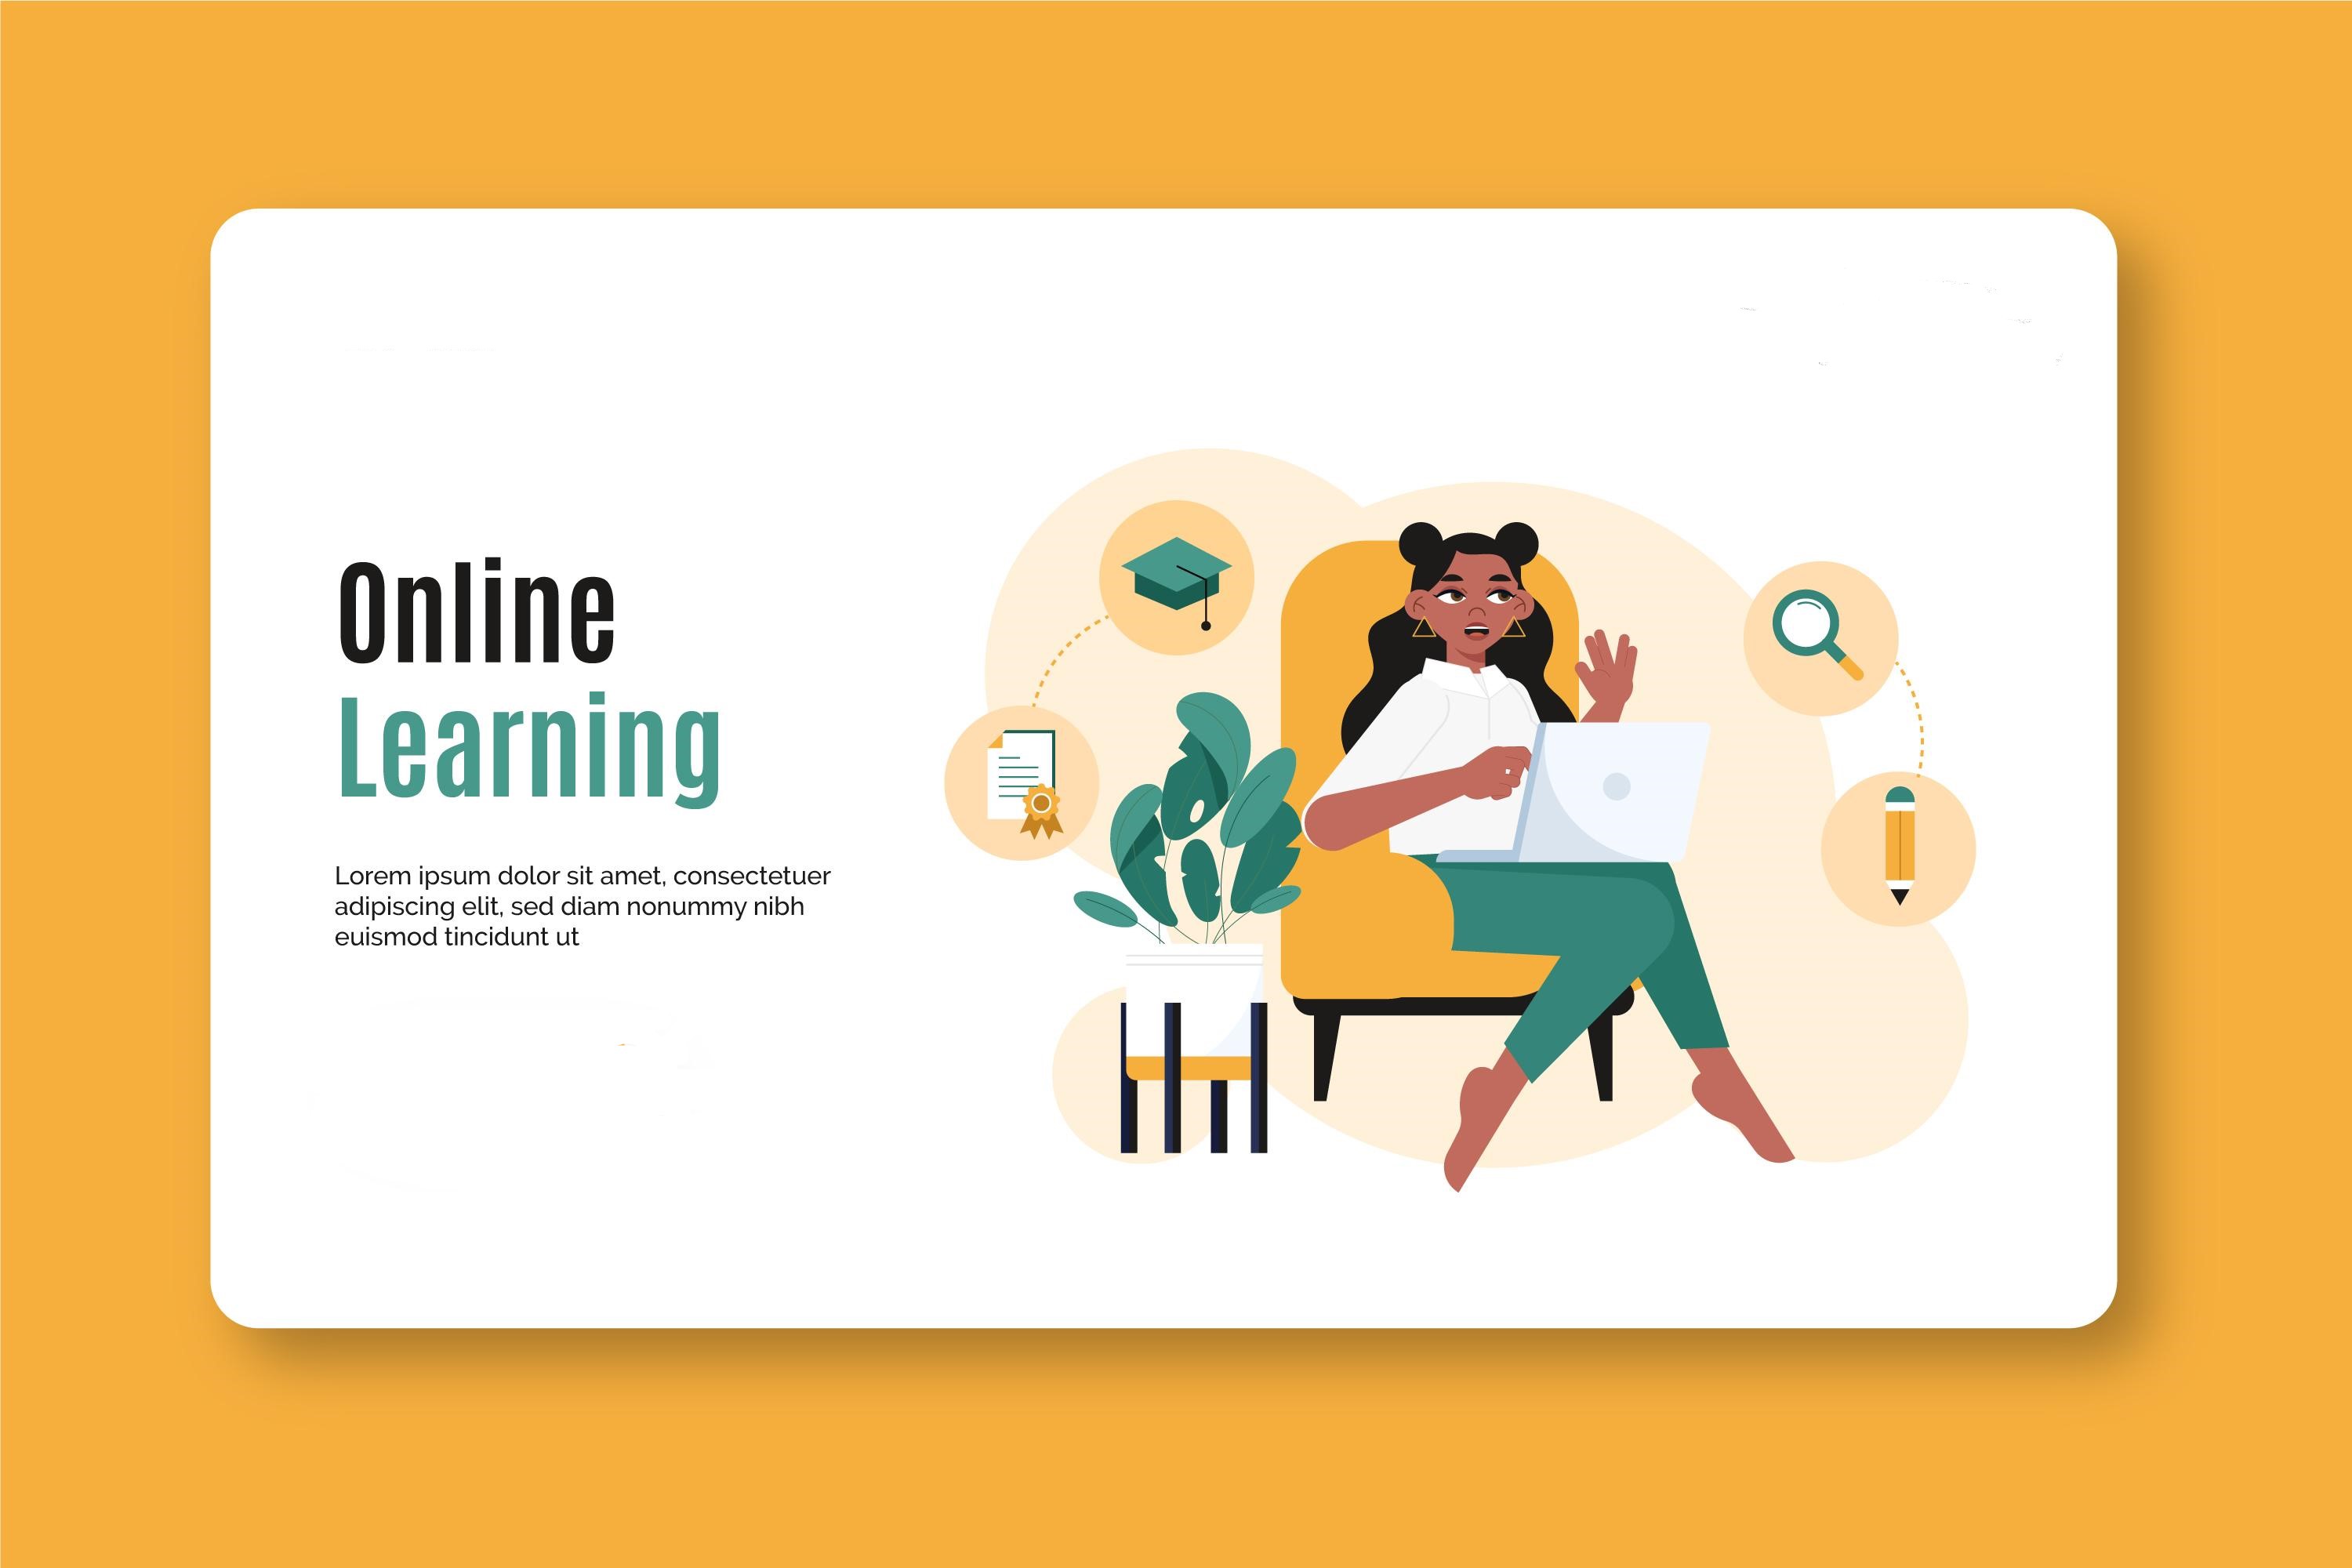 Online
Learning
Lorem ipsum dolor sit amet, consectetuer
adipiscing elit, sed diam nonummy nibh
euismod tincidunt ut